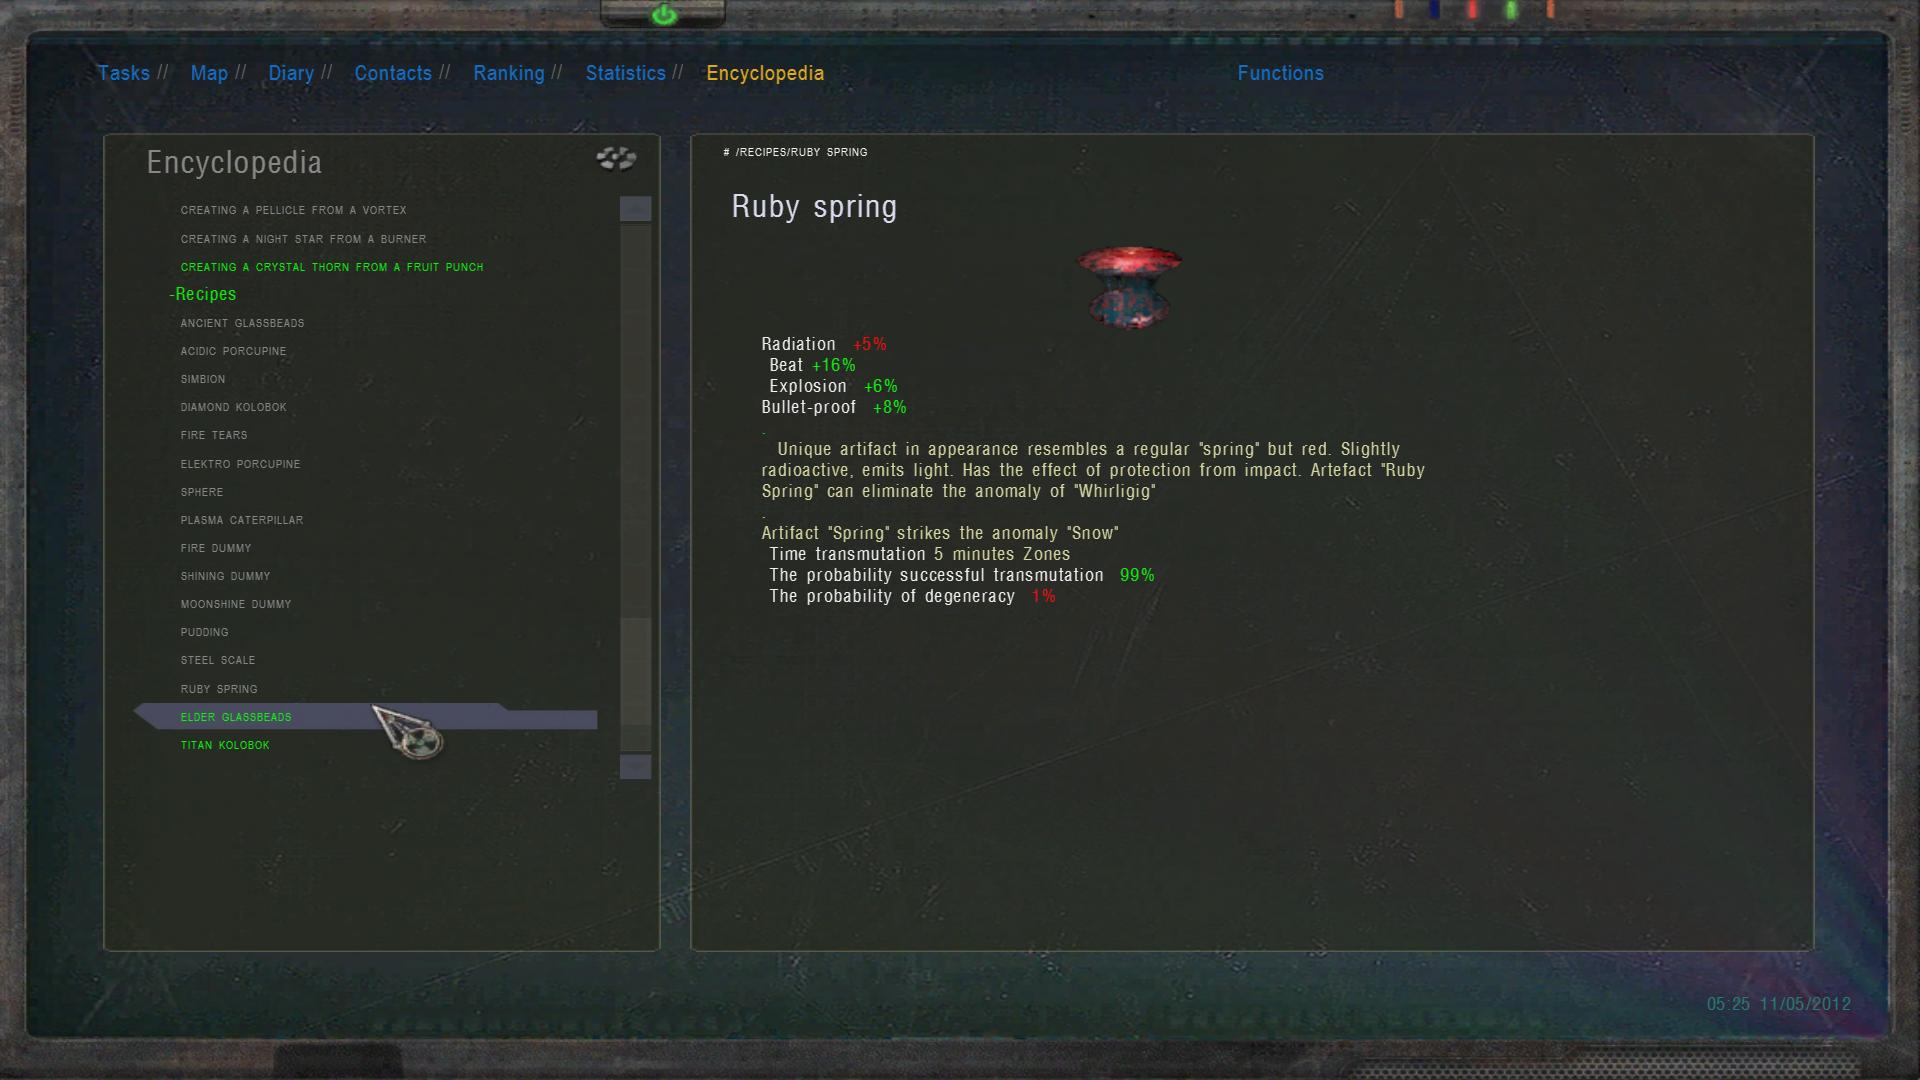 Tasks // Map // Diary // Contacts // Ranking // Statistics // Encyclopedia
Functions
Encyclopedia
CREATING A PELLICLE FROM A VORTEX
CREATING A NIGHT STAR FROM A BURNER
CREATING A CRYSTAL THORN FROM A FRUIT PUNCH
-Recipes
ANCIENT GLASSBEADS
ACIDIC PORCUPINE
SIMBION
DIAMOND KOLOBOK
FIRE TEARS
ELEKTRO PORCUPINE
SPHERE
PLASMA CATERPILLAR
FIRE DUMMY
SHINING DUMMY
MOONSHINE DUMMY
PUDDING
STEEL SCALE
RUBY SPRING
ELDER GLASSBEADS
TITAN KOLOBOK
# /RECIPES/RUBY SPRING
Ruby spring
Radiation +5%
Beat +16%
Explosion +6%
Bullet-proof +8%
.
Unique artifact in appearance resembles a regular "spring" but red. Slightly
radioactive, emits light. Has the effect of protection from impact. Artefact "Ruby
Spring" can eliminate the anomaly of "Whirligig"
.
Artifact "Spring" strikes the anomaly "Snow"
Time transmutation 5 minutes Zones
The probability successful transmutation 99%
The probability of degeneracy 1%
05:25 11/05/2012